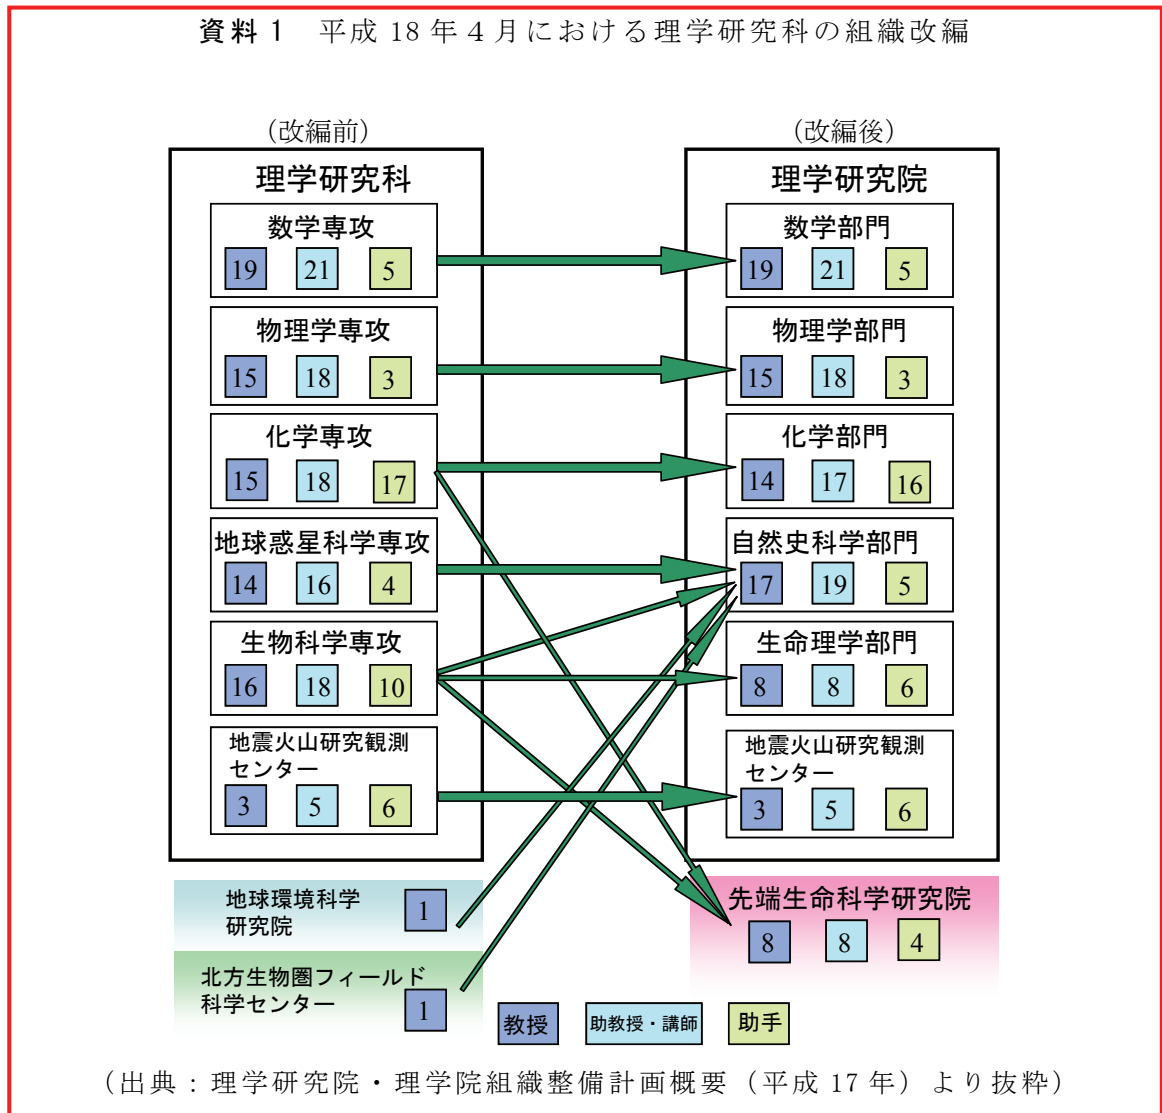 資料1 平成 18 年 4 月における理学研究科の組織改編
（改編前）
理学研究科
数学専攻
19 21 5
物理学専攻
15 18 3
化学専攻
15 18 17
地球惑星科学専攻
14 16 4
生物科学専攻
16 18 10
地震火山研究観測
センター
3 5 6
地球環境科学
研究院
1
北方生物圏フィールド
科学センター
1
（改編後）
理学研究院
数学部門
19 21 5
物理学部門
15 18 3
化学部門
14 17 16
自然史科学部門
17 19 5
生命理学部門
8 8 6
地震火山研究観測
センター
3 5 6
先端生命科学研究院
8 8 4
教授 助教授・講師 助手
（出典：理学研究院・理学院組織整備計画概要（平成 17 年）より抜粋）